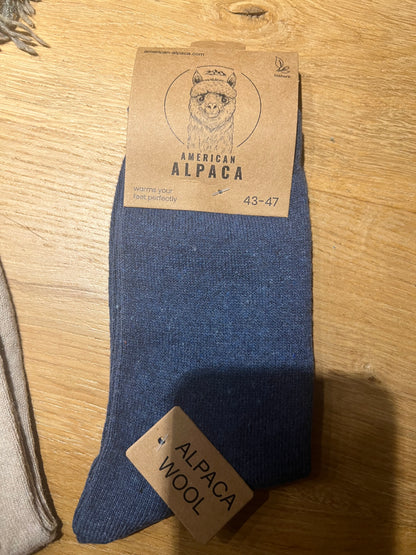 american-alpaca.com
AMERICAN
ALPACA
warms your
feet perfectly
43-47
ALPACA
WOOL